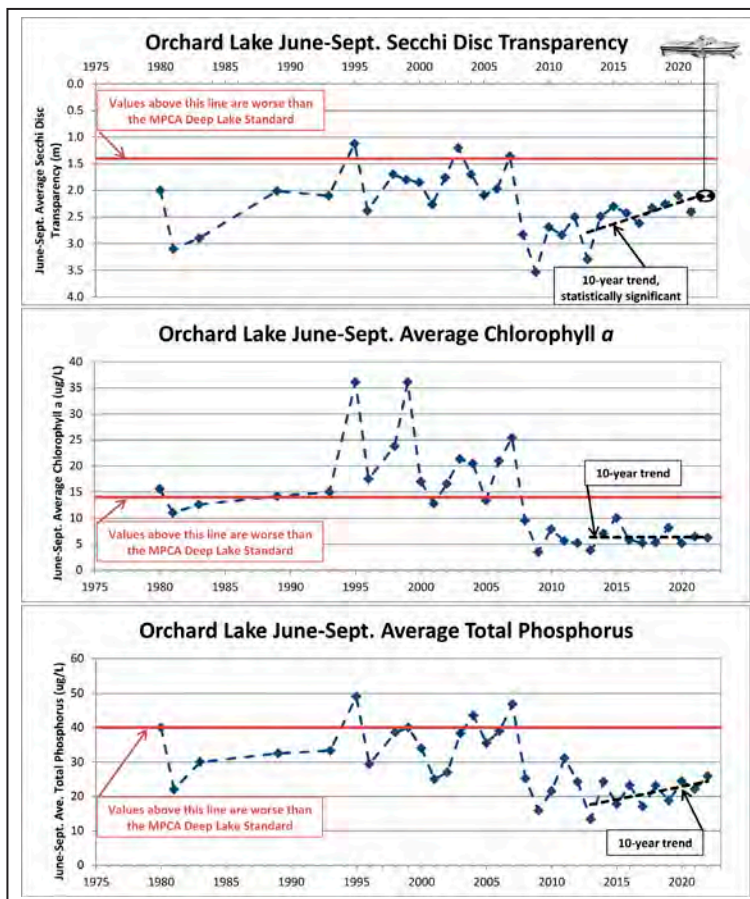 Orchard Lake June-Sept. Secchi Disc Transparency
1975 1980 1985 1990 1995 2000 2005 2010 2015 2020
0.0
0.5
1.0
1.5
2.0
2.5
3.0
3.5
4.0
June-Sept. Average Secchi Disc
Transparency (m)
Values above this line are worse than
the MPCA Deep Lake Standard
10-year trend,
statistically significant
Orchard Lake June-Sept. Average Chlorophyll a
40
35
30
25
20
15
10
5
0
June-Sept. Average Chlorophyll a (ug/L)
10-year trend
Values above this line are worse than
the MPCA Deep Lake Standard
1975 1980 1985 1990 1995 2000 2005 2010 2015 2020
Orchard Lake June-Sept. Average Total Phosphorus
60
50
40
30
20
10
0
June-Sept. Ave. Total Phosphorus (ug/L)
Values above this line are worse than
the MPCA Deep Lake Standard
10-year trend
1975 1980 1985 1990 1995 2000 2005 2010 2015 2020